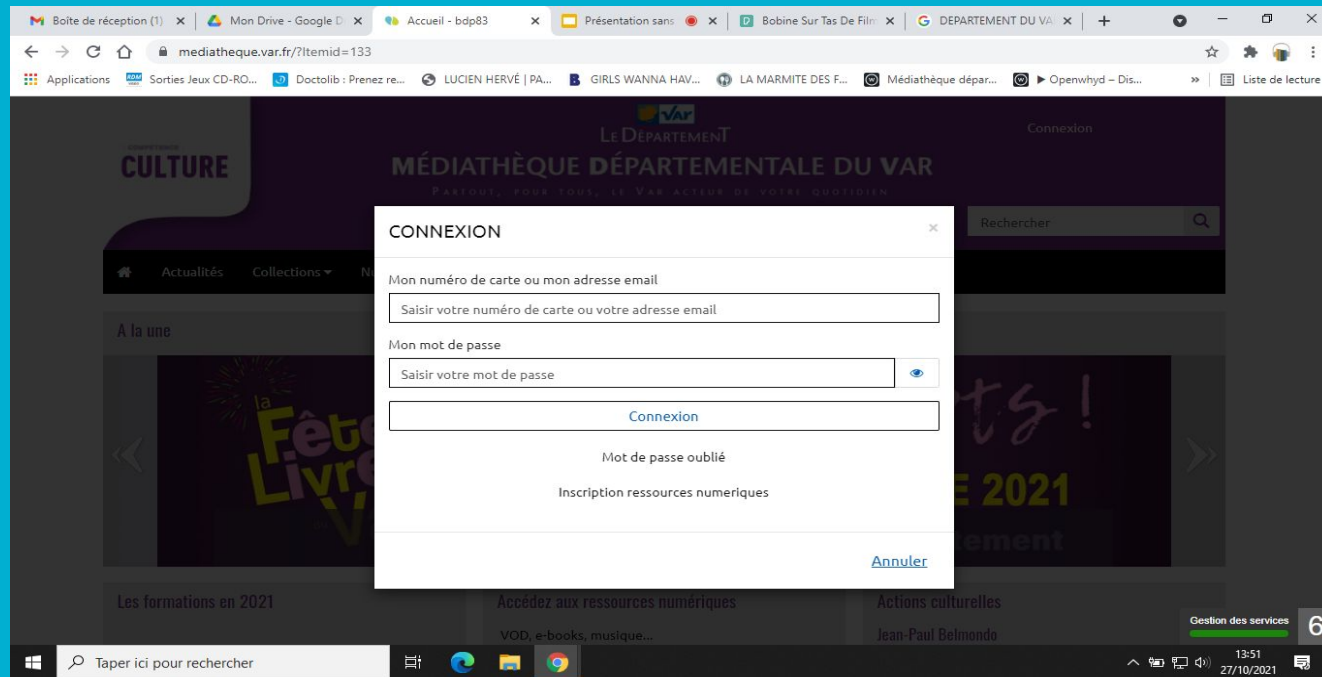 Boîte de réception (1)
Mon Drive - Google D
Accueil - bdp83
Présentation sans
Bobine Sur Tas De Film
DEPARTEMENT DU VA
mediatheque.var.fr/?Itemid=133
Applications
Sorties Jeux CD-RO...
Doctolib : Prenez re...
LUCIEN HERVÉ | PA...
GIRLS WANNA HAV...
LA MARMITE DES F...
Médiathèque dépar...
► Openwhyd – Dis...
»
Liste de lecture
COMPÉTENCE
CULTURE
VAR
LE DÉPARTEMENT
MÉDIATHÈQUE DÉPARTEMENTALE DU VAR
PARTOUT, POUR TOUS, LE VAR ACTEUR DE VOTRE QUOTIDIEN
Connexion
Rechercher
Actualités
Collections
CONNEXION
×
Mon numéro de carte ou mon adresse email
Saisir votre numéro de carte ou votre adresse email
Mon mot de passe
Saisir votre mot de passe
Connexion
Mot de passe oublié
Inscription ressources numeriques
Annuler
A la une
la
Fête
Livre
2021
Les formations en 2021
Accédez aux ressources numériques
VOD, e-books, musique...
Actions culturelles
Jean-Paul Belmondo
Gestion des services
6
Taper ici pour rechercher
13:51
27/10/2021